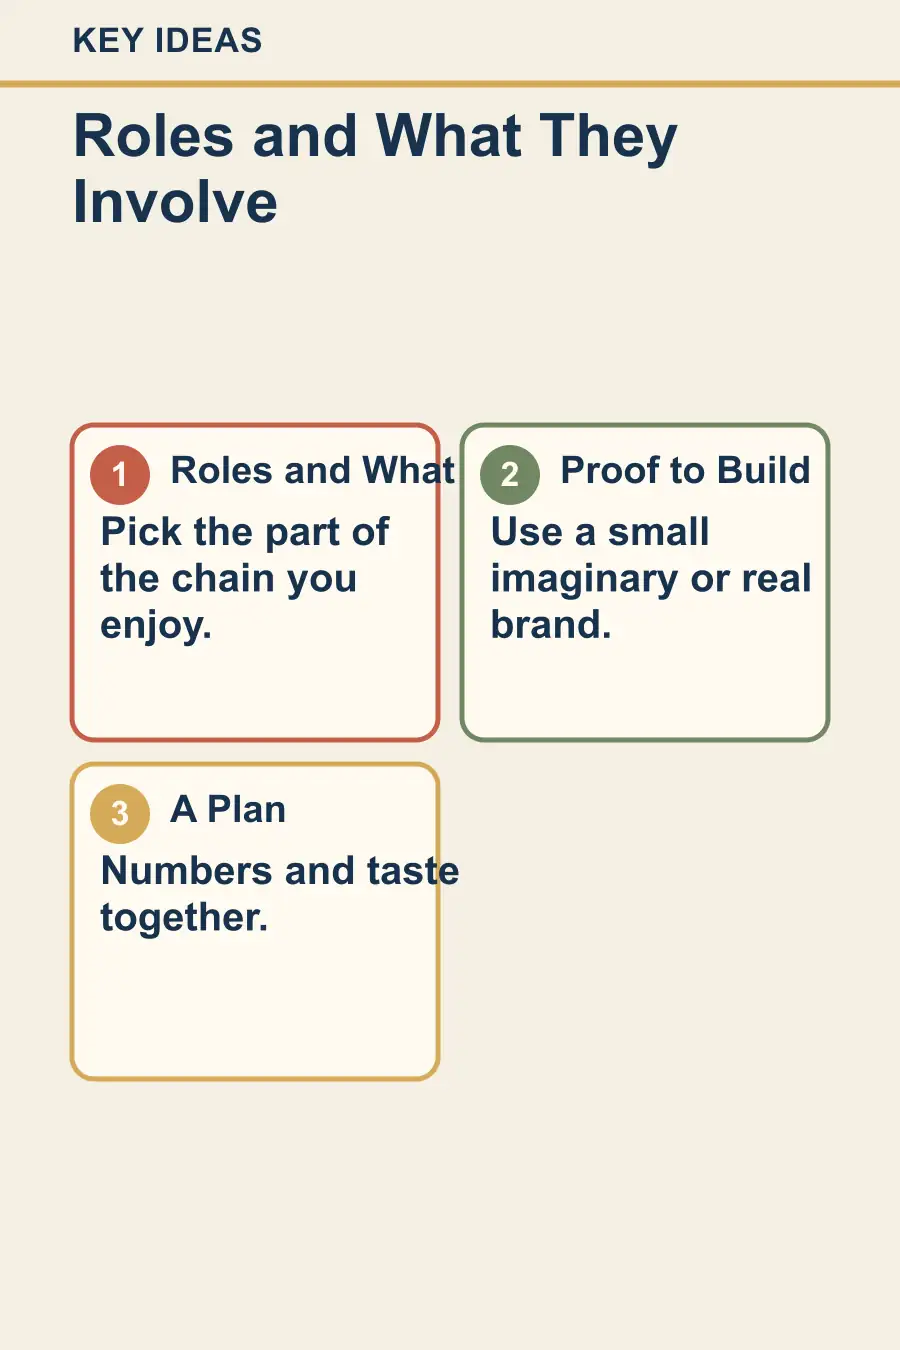 KEY IDEAS
Roles and What They
Involve
1
Roles and What
Pick the part of
the chain you
enjoy.
2
Proof to Build
Use a small
imaginary or real
brand.
3
A Plan
Numbers and taste
together.